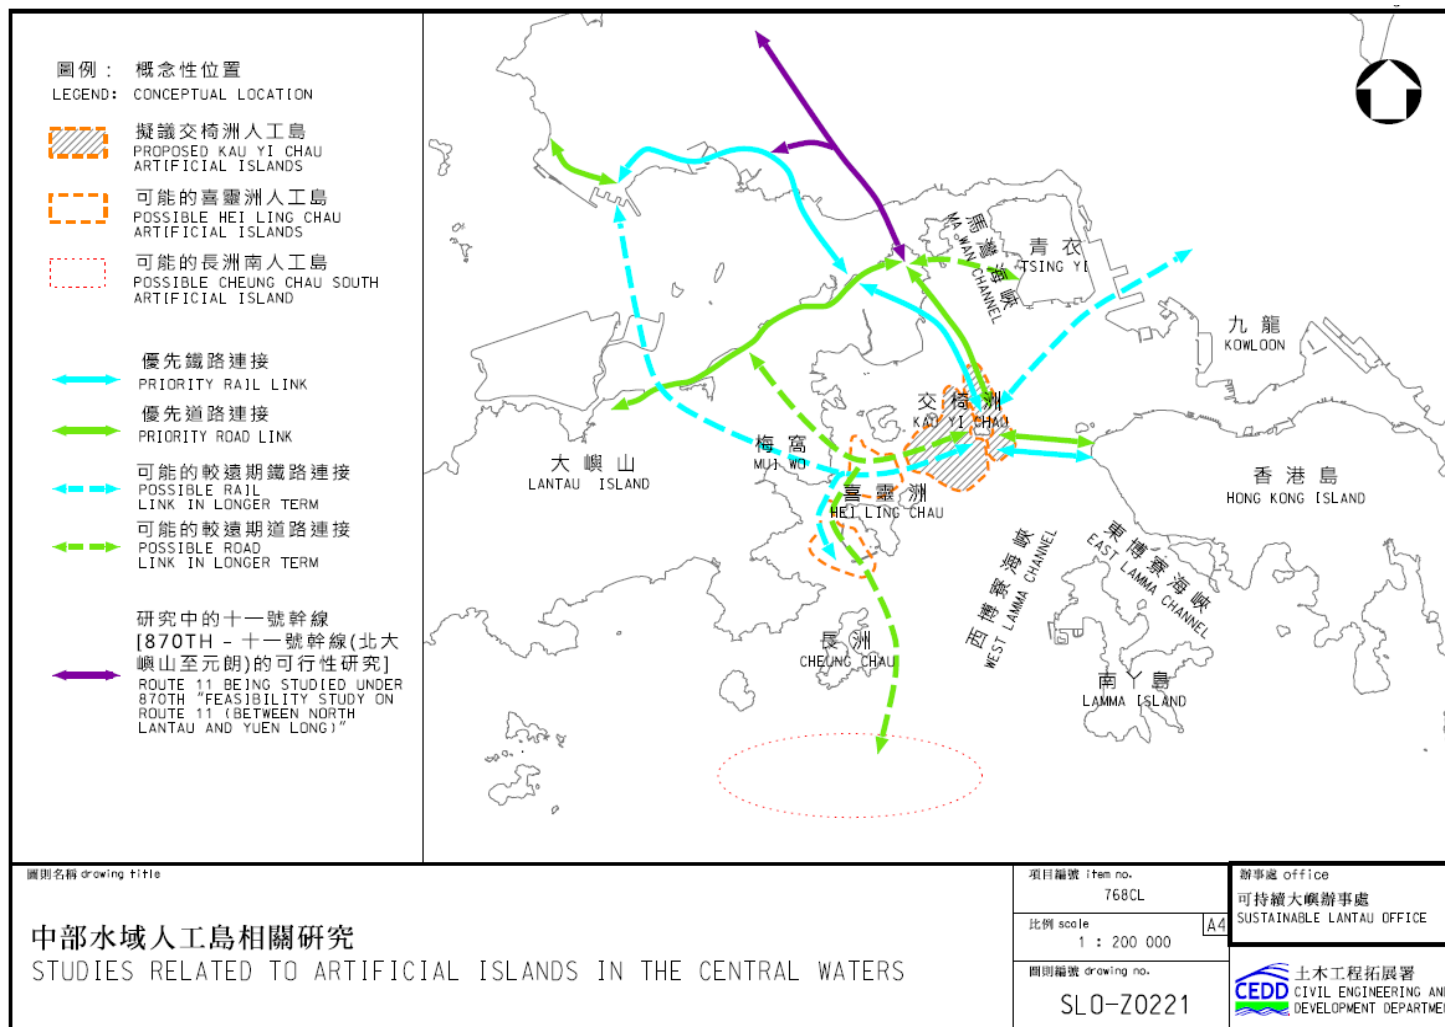 圖例： 概念性位置
LEGEND: CONCEPTUAL LOCATION
擬議交椅洲人工島
PROPOSED KAU YI CHAU
ARTIFICIAL ISLANDS
可能的喜靈洲人工島
POSSIBLE HEI LING CHAU
ARTIFICIAL ISLANDS
可能的長洲南人工島
POSSIBLE CHEUNG CHAU SOUTH
ARTIFICIAL ISLAND
優先鐵路連接
PRIORITY RAIL LINK
優先道路連接
PRIORITY ROAD LINK
可能的較遠期鐵路連接
POSSIBLE RAIL
LINK IN LONGER TERM
可能的較遠期道路連接
POSSIBLE ROAD
LINK IN LONGER TERM
研究中的十一號幹線
[870TH – 十一號幹線(北大
嶼山至元朗)的可行性研究]
ROUTE 11 BEING STUDIED UNDER
870TH "FEASIBILITY STUDY ON
ROUTE 11 (BETWEEN NORTH
LANTAU AND YUEN LONG)"
馬灣海峽
MA WAN CHANNEL
青衣
TSING YI
九龍
KOWLOON
交椅洲
KAU YI CHAU
梅窩
MUI WO
大嶼山
LANTAU ISLAND
喜靈洲
HEI LING CHAU
香港島
HONG KONG ISLAND
東博寮海峽
EAST LAMMA CHANNEL
西博寮海峽
WEST LAMMA CHANNEL
長洲
CHEUNG CHAU
南丫島
LAMMA ISLAND
圖則名稱 drawing title
中部水域人工島相關研究
STUDIES RELATED TO ARTIFICIAL ISLANDS IN THE CENTRAL WATERS
項目編號 item no.
768CL
比例 scale
A4
1 : 200 000
圖則編號 drawing no.
SLO-Z0221
辦事處 office
可持續大嶼辦事處
SUSTAINABLE LANTAU OFFICE
CEDD
土木工程拓展署
CIVIL ENGINEERING AN
DEVELOPMENT DEPARTME